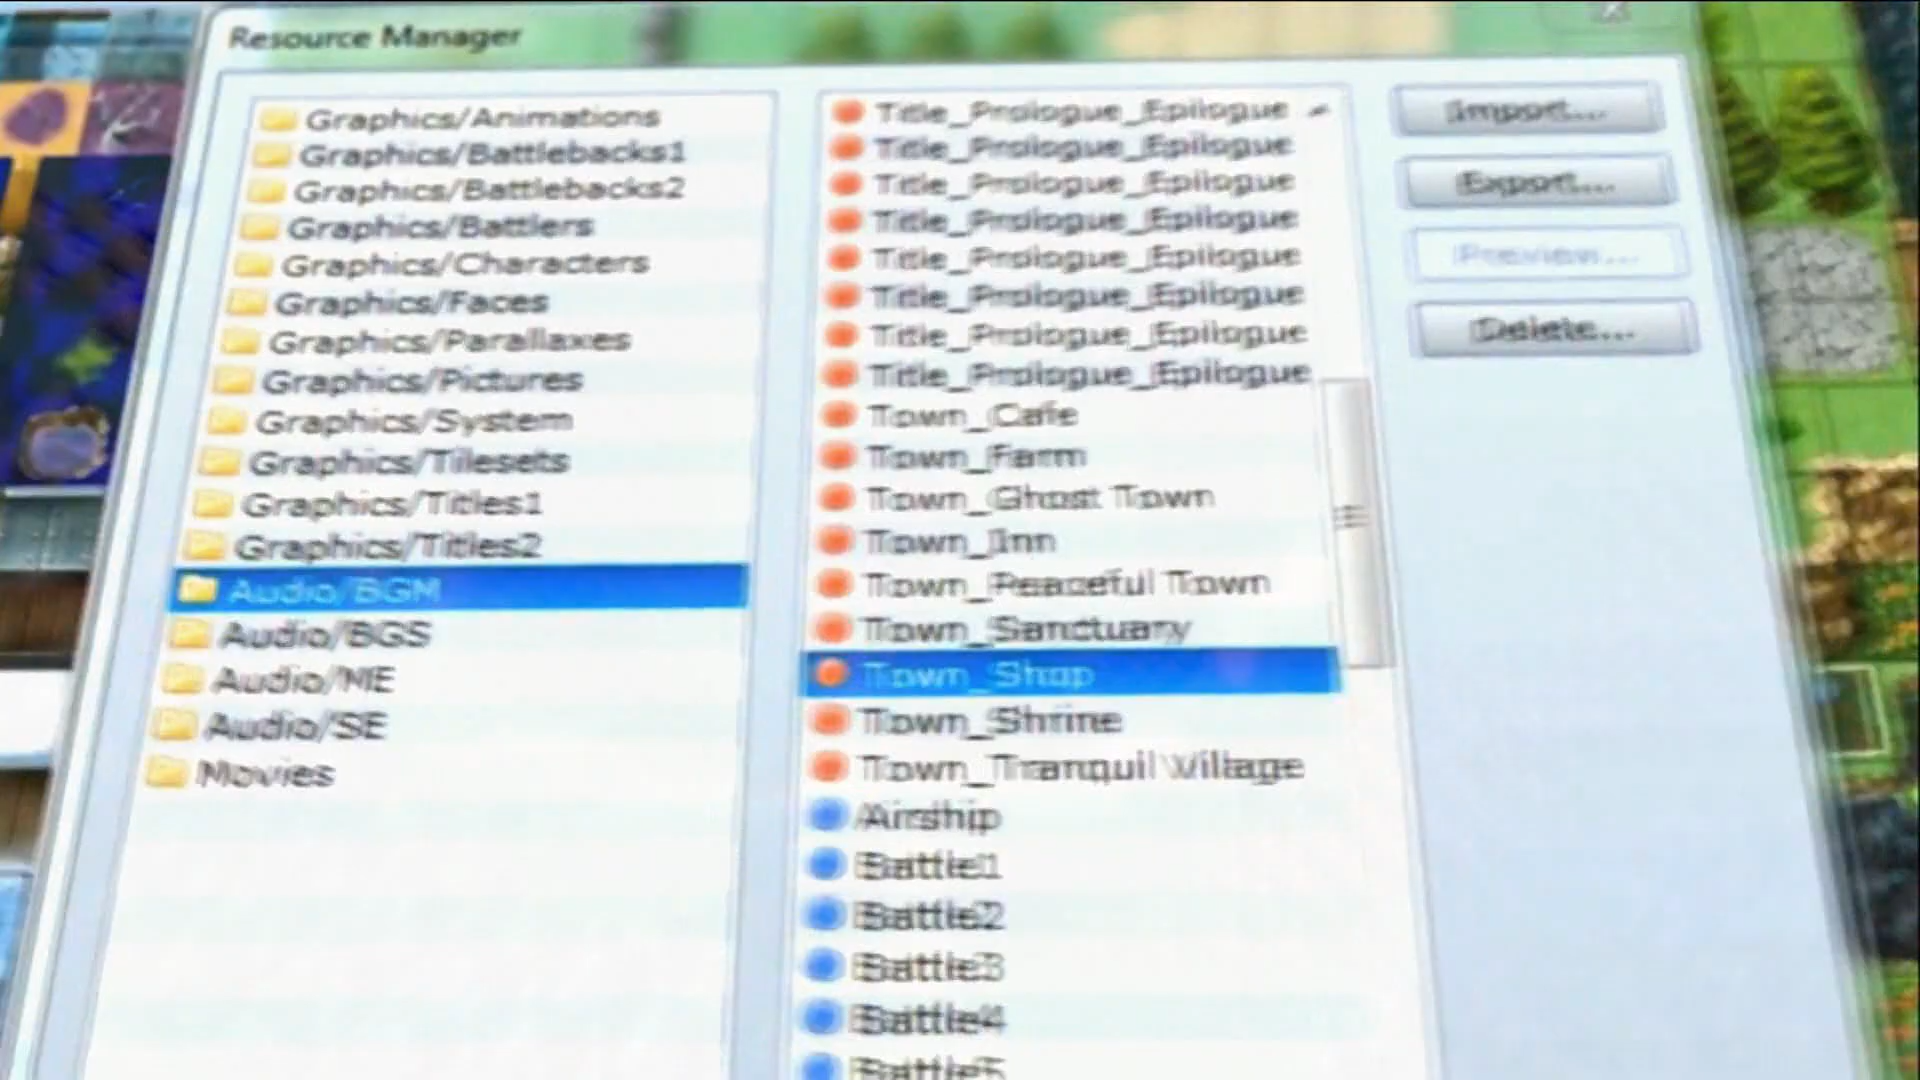 Resource Manager
Graphics/Animations
Graphics/Battlebacks1
Graphics/Battlebacks2
Graphics/Battlers
Graphics/Characters
Graphics/Faces
Graphics/Parallaxes
Graphics/Pictures
Graphics/System
Graphics/Tilesets
Graphics/Titles1
Graphics/Titles2
Audio/BGM
Audio/BGS
Audio/ME
Audio/SE
Movies
Title_Prologue_Epilogue
Title_Prologue_Epilogue
Title_Prologue_Epilogue
Title_Prologue_Epilogue
Title_Prologue_Epilogue
Title_Prologue_Epilogue
Title_Prologue_Epilogue
Title_Prologue_Epilogue
Town_Cafe
Town_Farm
Town_Ghost Town
Town_Inn
Town_Peaceful Town
Town_Sanctuary
Town_Shop
Town_Shrine
Town_Tranquil Village
Airship
Battle1
Battle2
Battle3
Battle4
Battle5
Import...
Export...
Preview...
Delete...